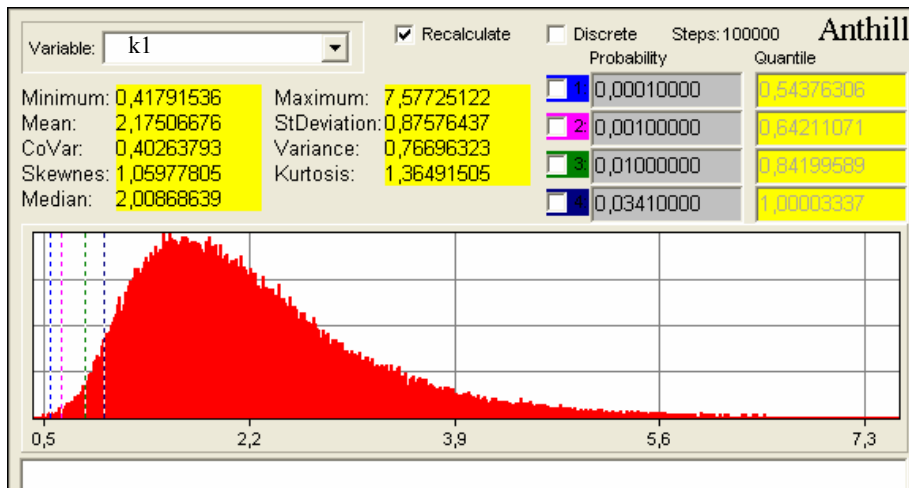 Variable: k1 Recalculate Discrete Steps:100000 Anthill
Probability Quantile
Minimum: 0,41791536 Maximum: 7,57725122 1: 0,00010000 0,54376306
Mean: 2,17506676 StDeviation: 0,87576437 2: 0,00100000 0,64211071
CoVar: 0,40263793 Variance: 0,76696323 3: 0,01000000 0,84199589
Skewnes: 1,05977805 Kurtosis: 1,36491505 4: 0,03410000 1,00003337
Median: 2,00868639
0,5 2,2 3,9 5,6 7,3